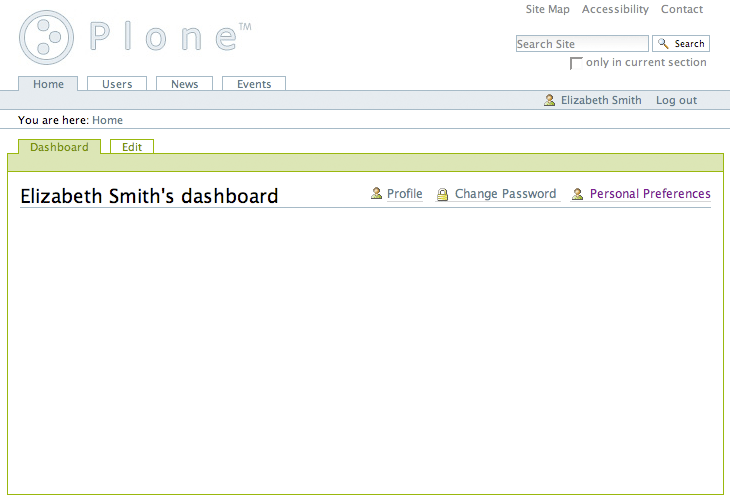 Site Map Accessibility Contact
Plone™
Search Site Search
only in current section
Home Users News Events
Elizabeth Smith Log out
You are here: Home
Dashboard Edit
Elizabeth Smith's dashboard Profile Change Password Personal Preferences